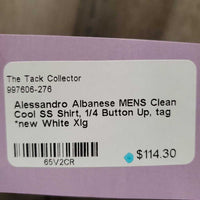 The Tack Collector
997606-276
Alessandro Albanese MENS Clean
Cool SS Shirt, 1/4 Button Up, tag
*new White Xlg
65V2CR
$114.30